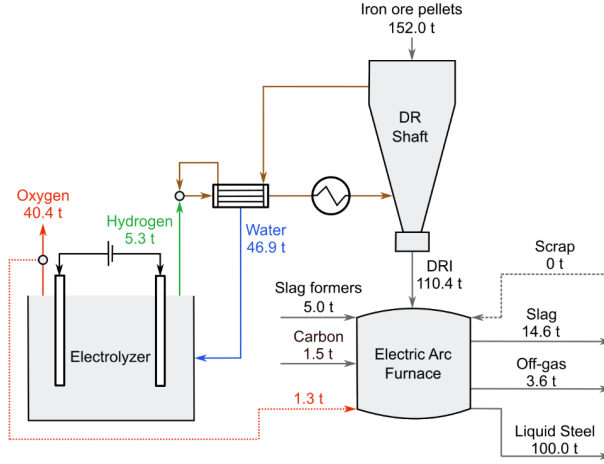 Iron ore pellets
152.0 t
DR
Shaft
Oxygen
40.4 t
Hydrogen
5.3 t
Water
46.9 t
DRI
110.4 t
Scrap
0 t
Slag formers
5.0 t
Slag
14.6 t
Carbon
1.5 t
Electrolyzer
Electric Arc
Furnace
Off-gas
3.6 t
1.3 t
Liquid Steel
100.0 t